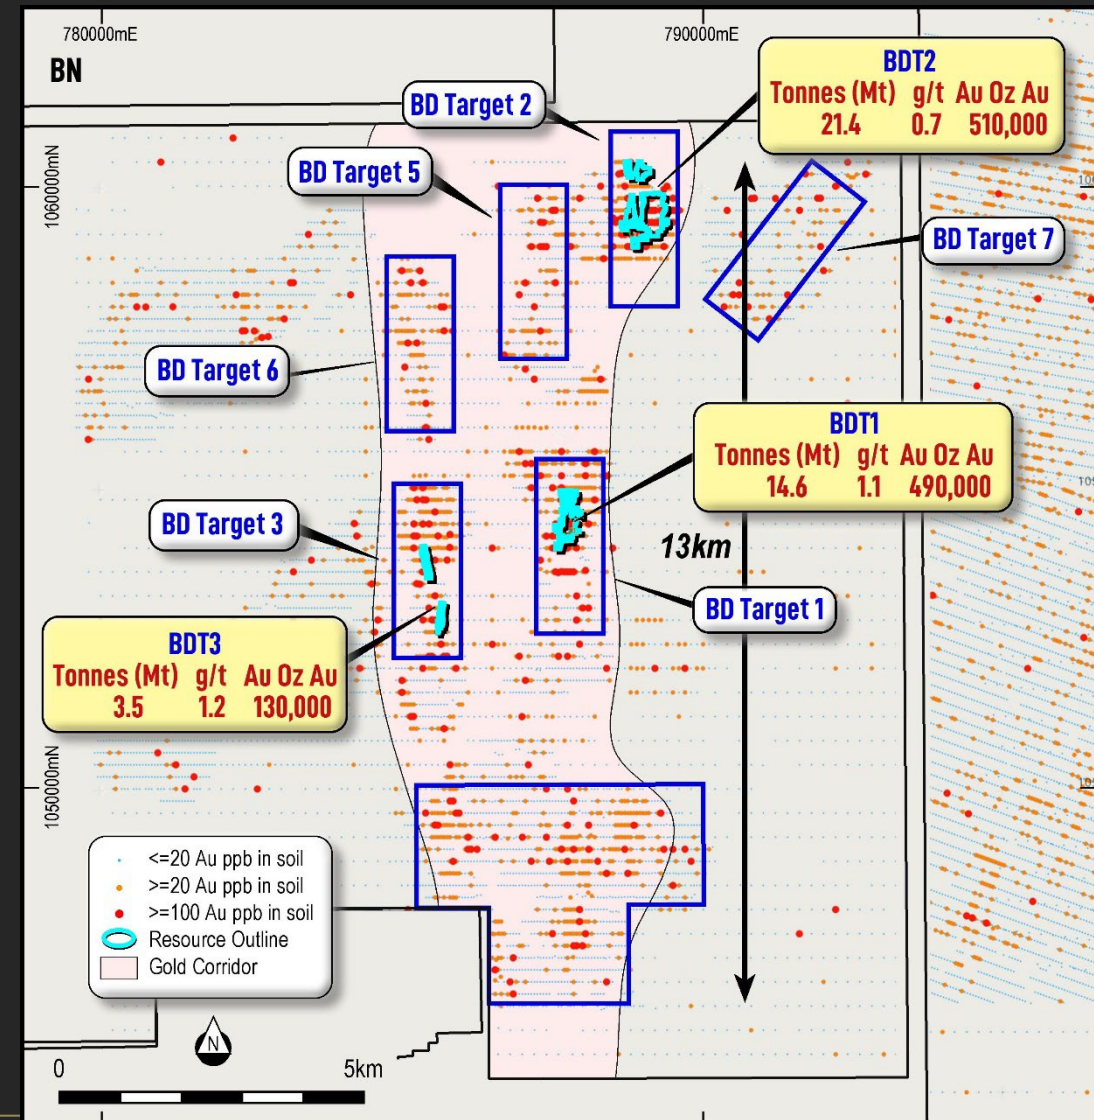 780000mE
790000mE
BN
BDT2
Tonnes (Mt) g/t Au Oz Au
21.4 0.7 510,000
BD Target 2
BD Target 5
1060000mN
BD Target 7
BD Target 6
BDT1
Tonnes (Mt) g/t Au Oz Au
14.6 1.1 490,000
BD Target 3
13km
BD Target 1
BDT3
Tonnes (Mt) g/t Au Oz Au
3.5 1.2 130,000
1050000mN
<=20 Au ppb in soil
>=20 Au ppb in soil
>=100 Au ppb in soil
Resource Outline
Gold Corridor
N
0 5km